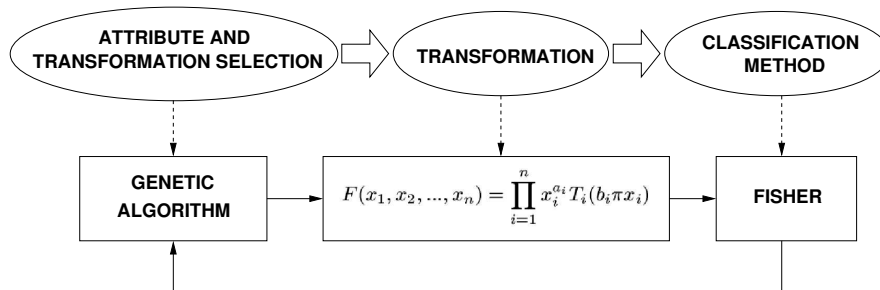 ATTRIBUTE AND
TRANSFORMATION SELECTION
TRANSFORMATION
CLASSIFICATION
METHOD
GENETIC
ALGORITHM
F(x_1, x_2, ..., x_n) = \prod_{i=1}^{n} x_i^{a_i} T_i(b_i \pi x_i)
FISHER